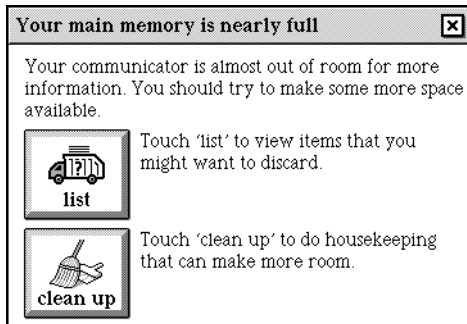 Your main memory is nearly full
Your communicator is almost out of room for more
information. You should try to make some more space
available.
Touch ‘list’ to view items that you
might want to discard.
list
Touch ‘clean up’ to do housekeeping
that can make more room.
clean up